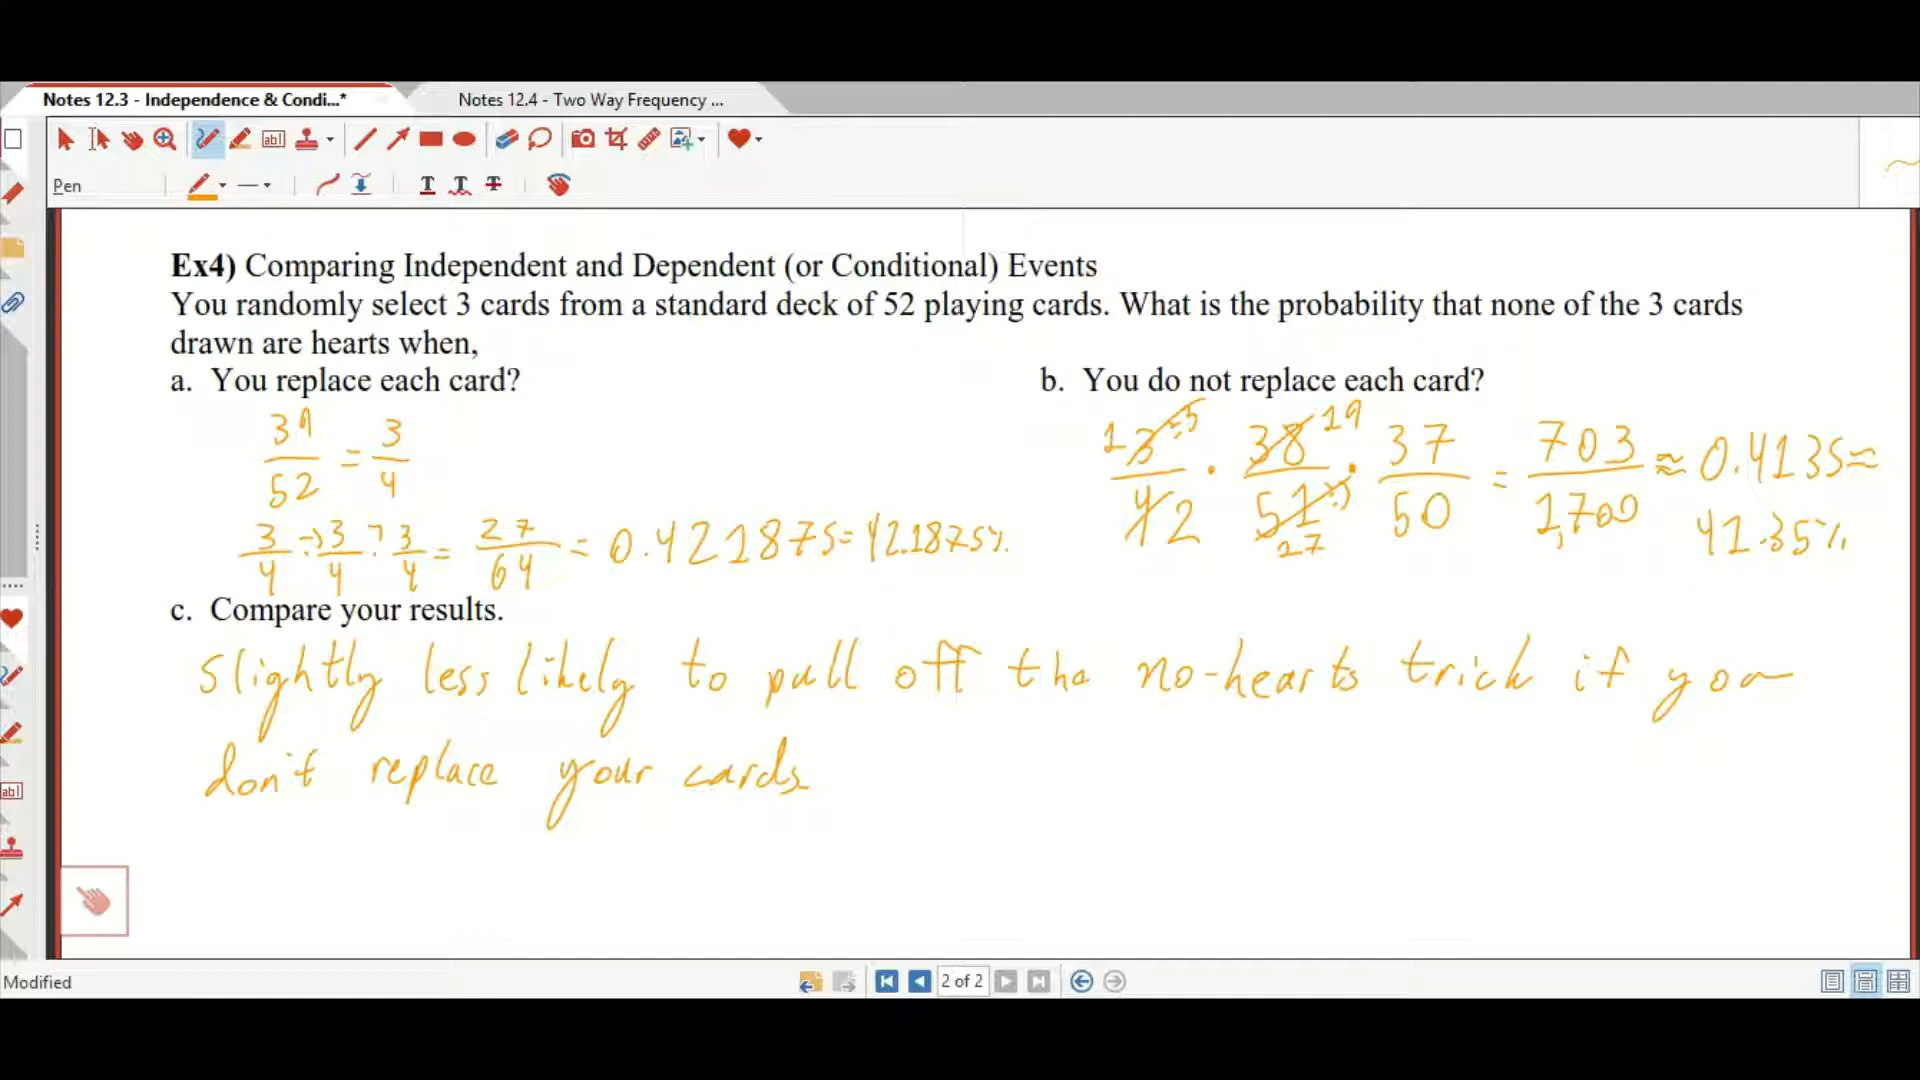 Notes 12.3 - Independence & Condi...*
Notes 12.4 - Two Way Frequency ...
Pen
Ex4) Comparing Independent and Dependent (or Conditional) Events
You randomly select 3 cards from a standard deck of 52 playing cards. What is the probability that none of the 3 cards
drawn are hearts when,
a. You replace each card?
b. You do not replace each card?
39/52 = 3/4
3/4 · 3/4 · 3/4 = 27/64 = 0.421875 = 42.1875%
38/51 · 37/50 = 703/1,700 ≈ 0.4135 ≈
41.35%
c. Compare your results.
slightly less likely to pull off the no-hearts trick if you
don't replace your cards
Modified
2 of 2